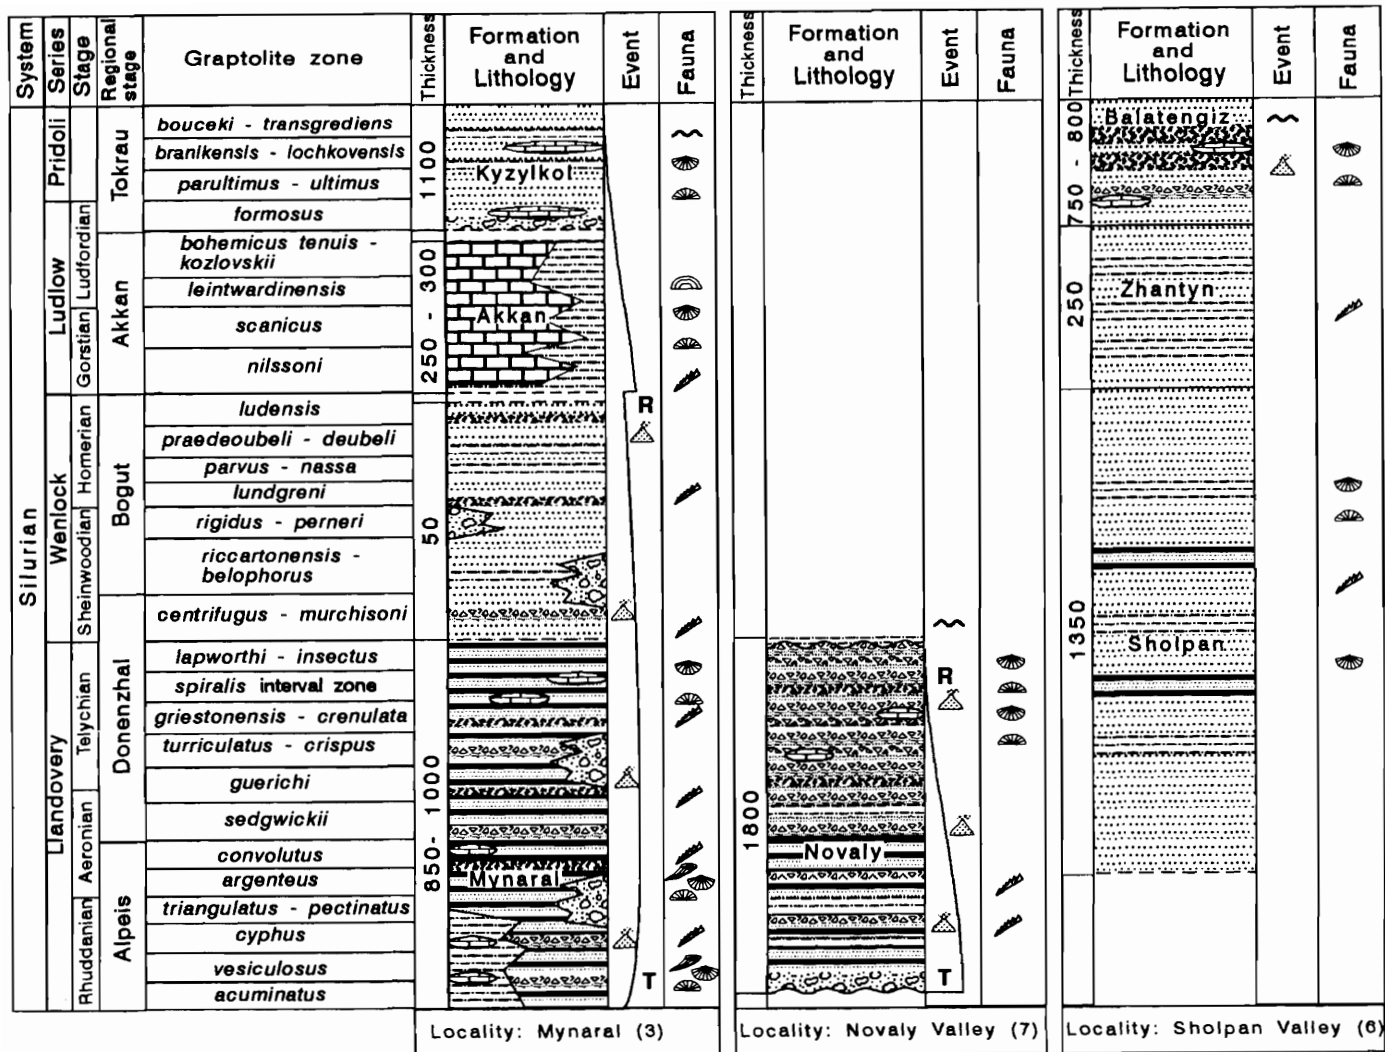 System
Series
Stage
Regional
stage
Graptolite zone
Thickness
Formation
and
Lithology
Event
Fauna
Thickness
Formation
and
Lithology
Event
Fauna
Thickness
Formation
and
Lithology
Event
Fauna
Silurian
Pridoli
Ludlow
Wenlock
Llandovery
Ludfordian
Gorstian
Homerian
Sheinwoodian
Telychian
Aeronian
Rhuddanian
Tokrau
Akkan
Bogut
Donenzhal
Alpeis
bouceki - transgrediens
branikensis - lochkovensis
parultimus - ultimus
formosus
bohemicus tenuis -
kozlovskii
leintwardinensis
scanicus
nilssoni
ludensis
praedeoubeli - deubeli
parvus - nassa
lundgreni
rigidus - perneri
riccartonensis -
belophorus
centrifugus - murchisoni
lapworthi - insectus
spiralis interval zone
griestonensis - crenulata
turriculatus - crispus
guerichi
sedgwickii
convolutus
argenteus
triangulatus - pectinatus
cyphus
vesiculosus
acuminatus
1100
250 - 300
50
850- 1000
Kyzylkol
Akkan
Mynaral
R
T
Locality: Mynaral (3)
1800
Novaly
R
T
Locality: Novaly Valley (7)
750 - 800
250
1350
Balatengiz
Zhantyn
Sholpan
Locality: Sholpan Valley (6)